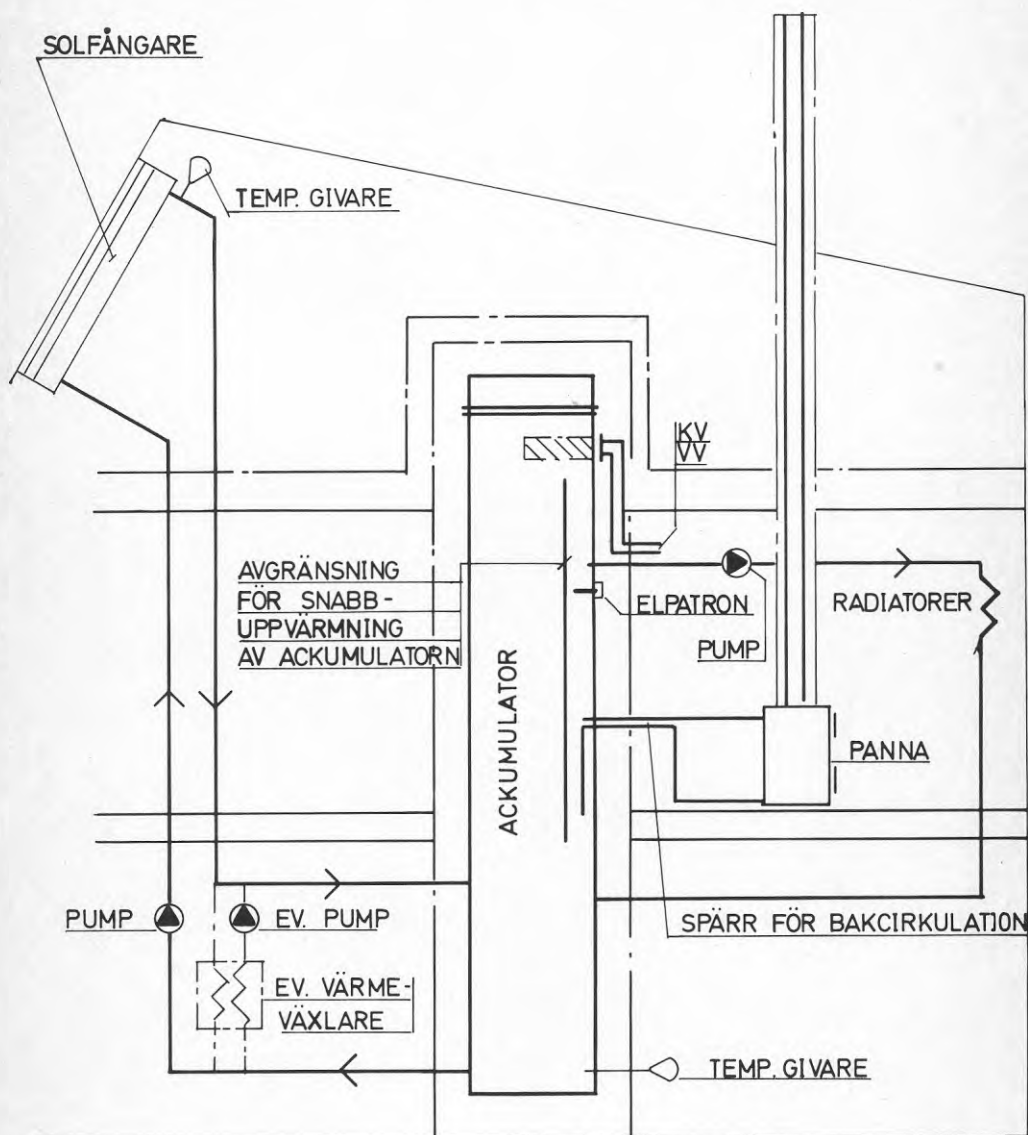 SOLFÅNGARE
TEMP. GIVARE
KV
VV
AVGRÄNSNING
FÖR SNABB-
UPPVÄRMNING
AV ACKUMULATORN
ELPATRON
RADIATORER
PUMP
ACKUMULATOR
PANNA
PUMP
EV. PUMP
SPÄRR FÖR BAKCIRKULATION
EV. VÄRME-
VÄXLARE
TEMP. GIVARE